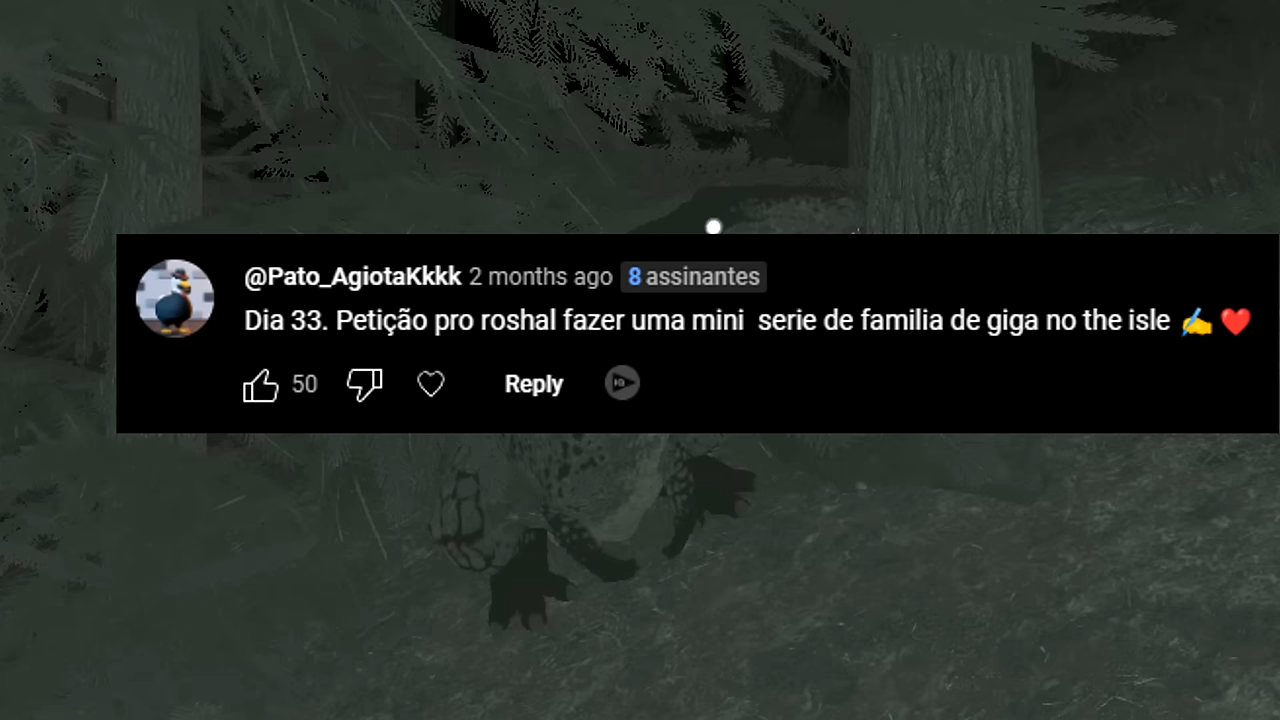 @Pato_AgiotaKkkk 2 months ago 8 assinantes
Dia 33. Petição pro roshal fazer uma mini  serie de familia de giga no the isle ✍️ ❤️
50 Reply